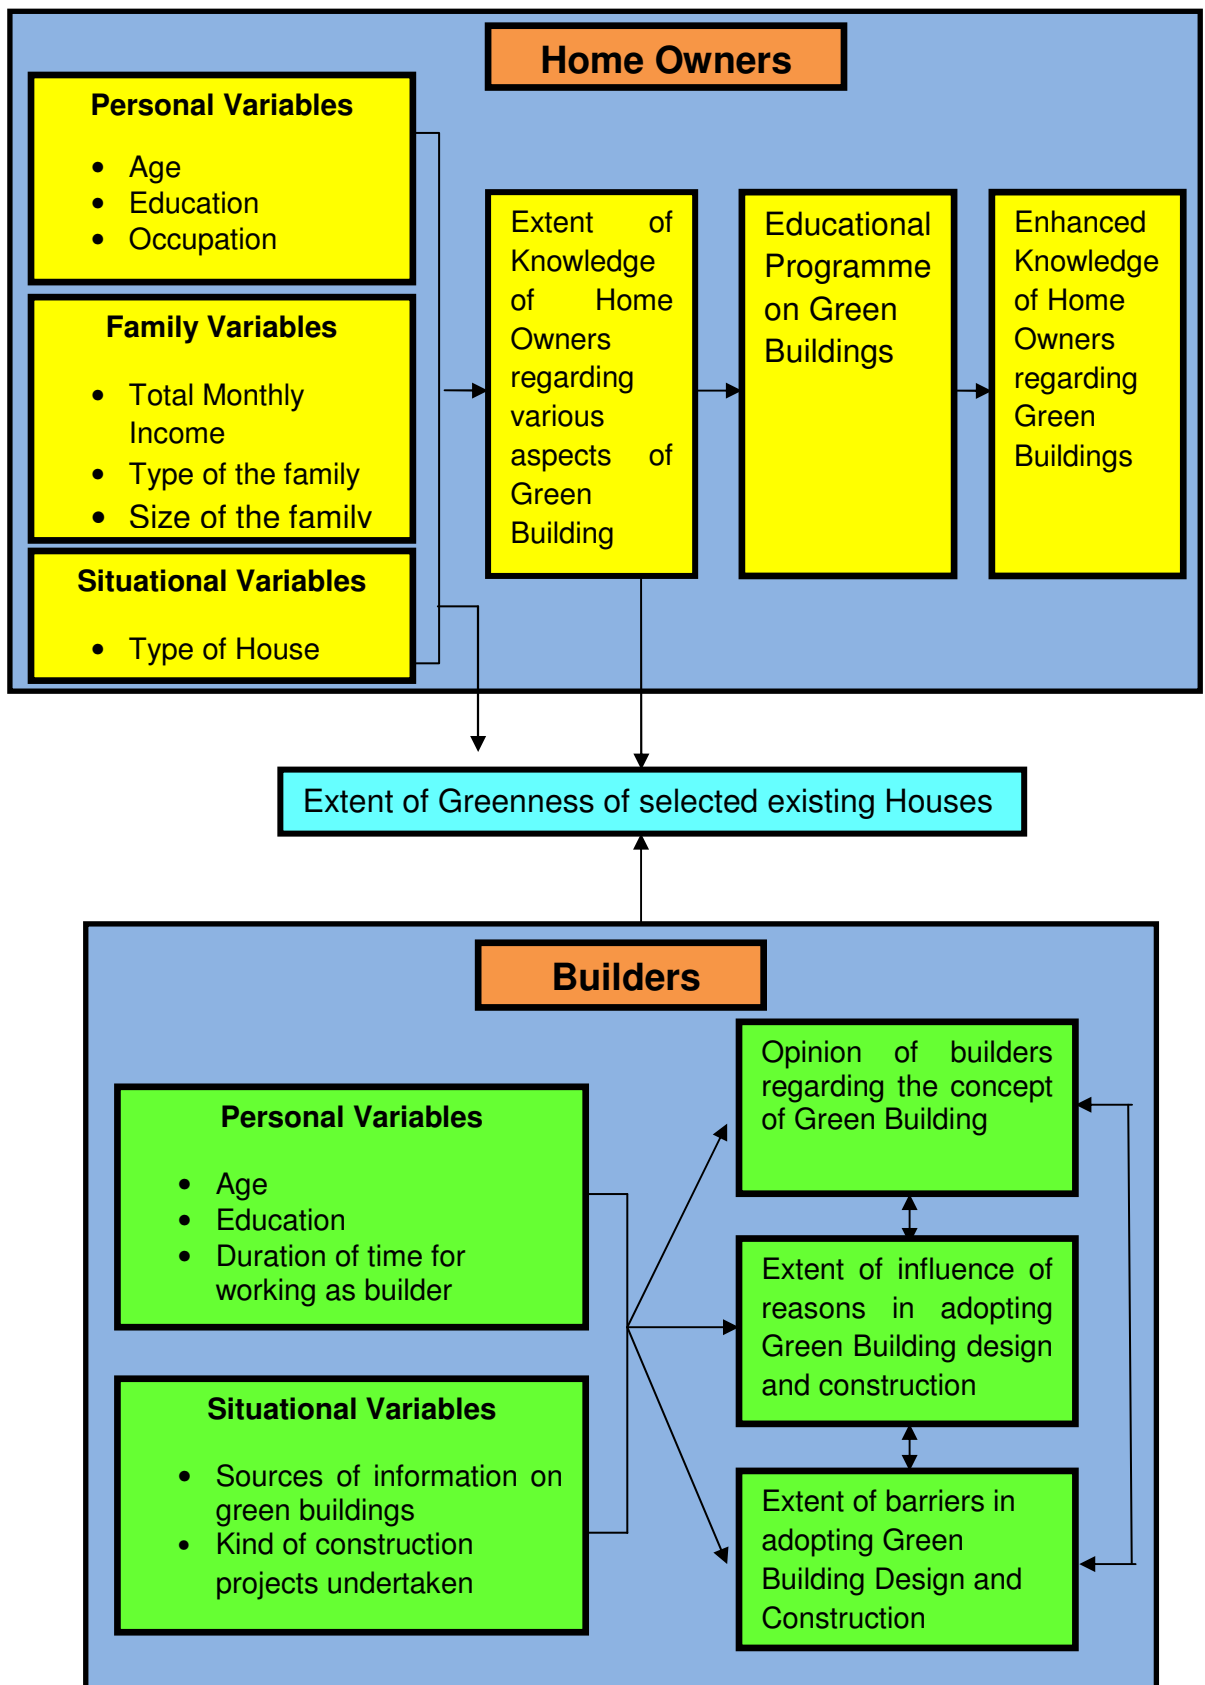 Home Owners
Personal Variables
• Age
• Education
• Occupation
Family Variables
• Total Monthly
Income
• Type of the family
• Size of the family
Situational Variables
• Type of House
Extent of
Knowledge
of Home
Owners
regarding
various
aspects of
Green
Building
Educational
Programme
on Green
Buildings
Enhanced
Knowledge
of Home
Owners
regarding
Green
Buildings
Extent of Greenness of selected existing Houses
Builders
Personal Variables
• Age
• Education
• Duration of time for
working as builder
Situational Variables
• Sources of information on
green buildings
• Kind of construction
projects undertaken
Opinion of builders
regarding the concept
of Green Building
Extent of influence of
reasons in adopting
Green Building design
and construction
Extent of barriers in
adopting Green
Building Design and
Construction